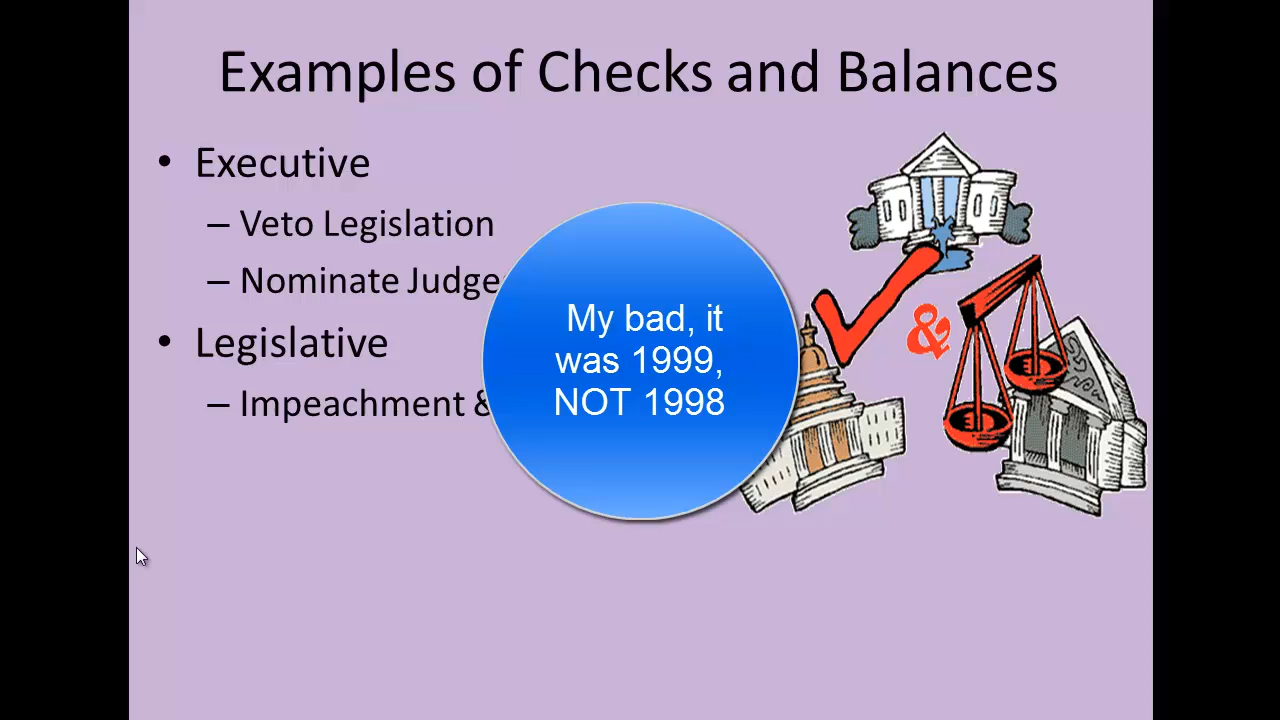 Examples of Checks and Balances
• Executive
– Veto Legislation
– Nominate Judge
• Legislative
– Impeachment &
My bad, it
was 1999,
NOT 1998
&